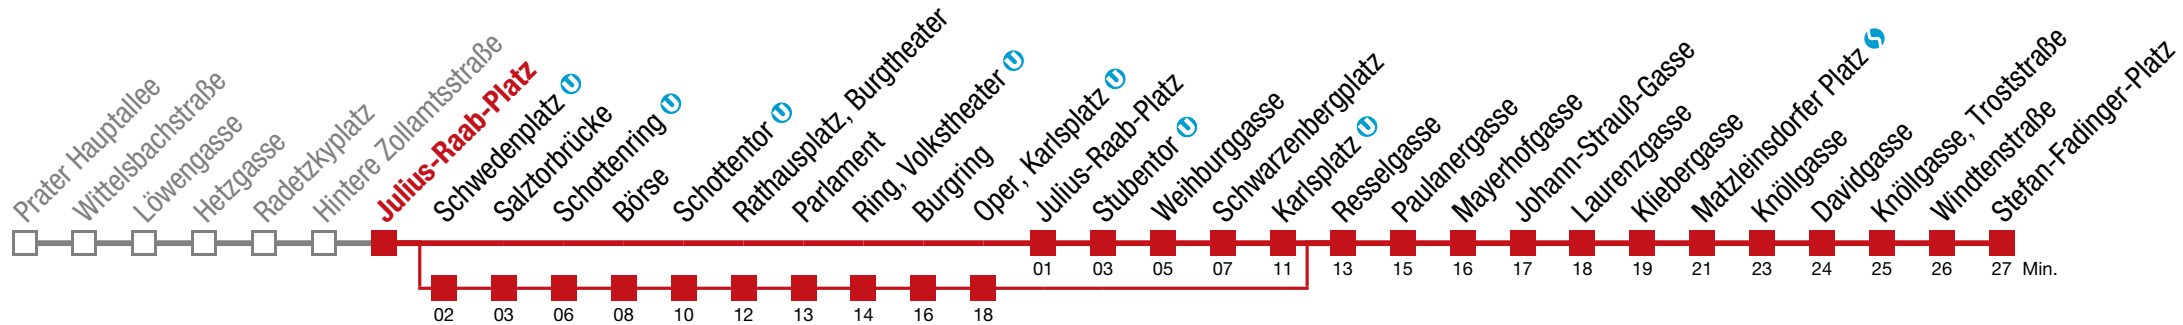 Prater Hauptallee
Wittelsbachstraße
Löwengasse
Hetzgasse
Radetzkyplatz
Hintere Zollamtsstraße
Julius-Raab-Platz
Schwedenplatz U
Salztorbrücke
Schottenring U
Börse
Schottentor U
Rathausplatz, Burgtheater
Parlament
Ring, Volkstheater U
Burgring
Oper, Karlsplatz U
Julius-Raab-Platz
Stubentor U
Weihburggasse
Schwarzenbergplatz
Karlsplatz U
Resselgasse
Paulanergasse
Mayerhofgasse
Johann-Strauß-Gasse
Laurenzgasse
Kliebergasse
Matzleinsdorfer Platz S
Knöllgasse
Davidgasse
Knöllgasse, Troststraße
Windtenstraße
Stefan-Fadinger-Platz
01 03 05 07 11 13 15 16 17 18 19 21 23 24 25 26 27 Min.
02 03 06 08 10 12 13 14 16 18